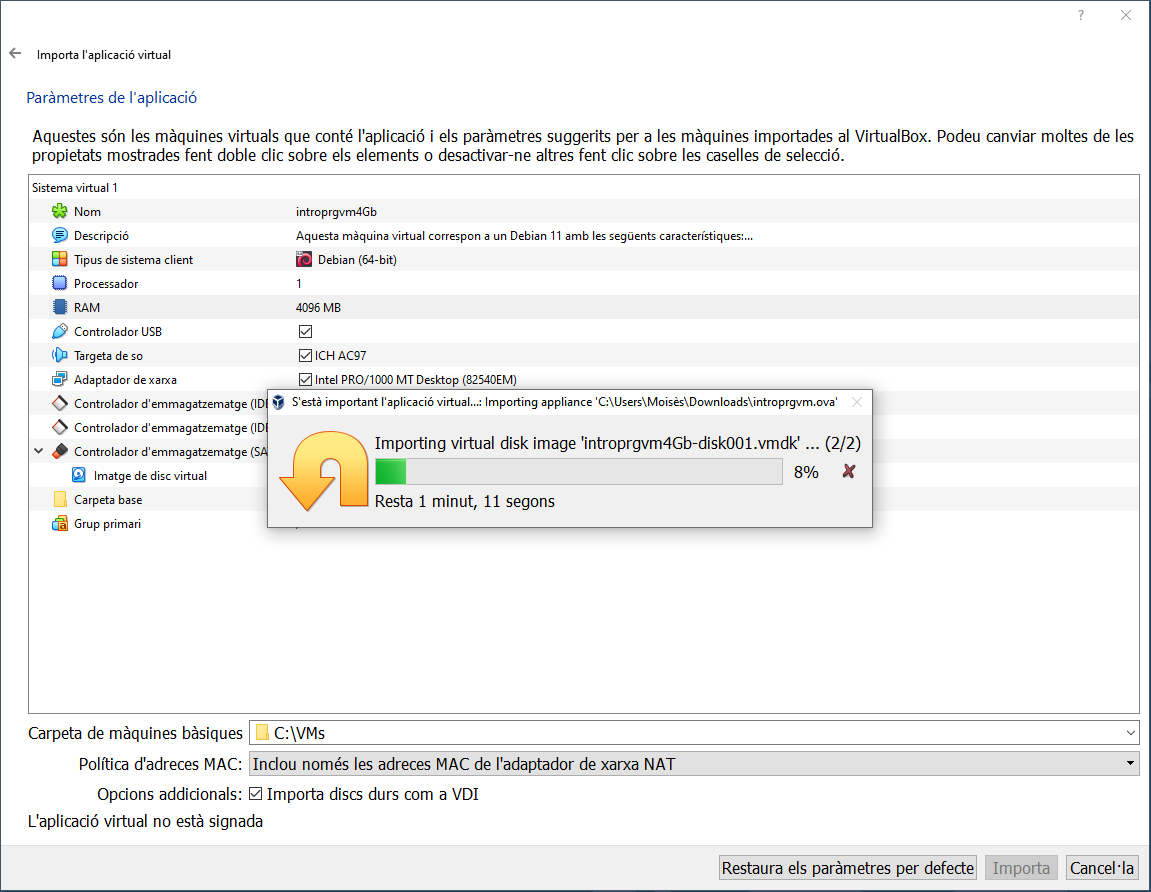 ?
Importa l'aplicació virtual
Paràmetres de l'aplicació
Aquestes són les màquines virtuals que conté l'aplicació i els paràmetres suggerits per a les màquines importades al VirtualBox. Podeu canviar moltes de les
propietats mostrades fent doble clic sobre els elements o desactivar-ne altres fent clic sobre les caselles de selecció.
Sistema virtual 1
Nom introprgvm4Gb
Descripció Aquesta màquina virtual correspon a un Debian 11 amb les següents característiques:...
Tipus de sistema client Debian (64-bit)
Processador 1
RAM 4096 MB
Controlador USB
Targeta de so ICH AC97
Adaptador de xarxa Intel PRO/1000 MT Desktop (82540EM)
Controlador d'emmagatzematge (IDE
Controlador d'emmagatzematge (IDE
Controlador d'emmagatzematge (SA
Imatge de disc virtual
Carpeta base
Grup primari
S'està important l'aplicació virtual...: Importing appliance 'C:\Users\Moisès\Downloads\introprgvm.ova'
Importing virtual disk image 'introprgvm4Gb-disk001.vmdk' ... (2/2)
8%
Resta 1 minut, 11 segons
Carpeta de màquines bàsiques C:\VMs
Política d'adreces MAC: Inclou només les adreces MAC de l'adaptador de xarxa NAT
Opcions addicionals: Importa discs durs com a VDI
L'aplicació virtual no està signada
Restaura els paràmetres per defecte Importa Cancel·la